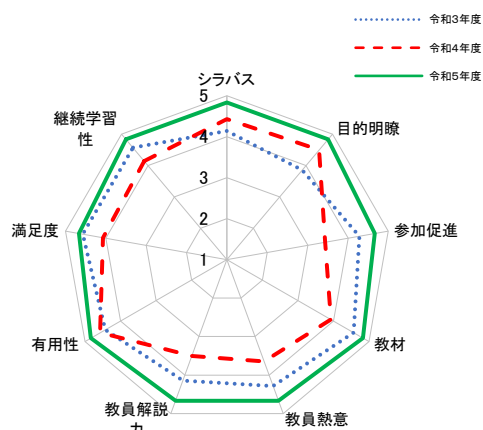 令和3年度
令和4年度
令和5年度
シラバス
5
継続学習
性
目的明瞭
4
3
満足度
参加促進
2
1
有用性
教材
教員解説
教員熱意